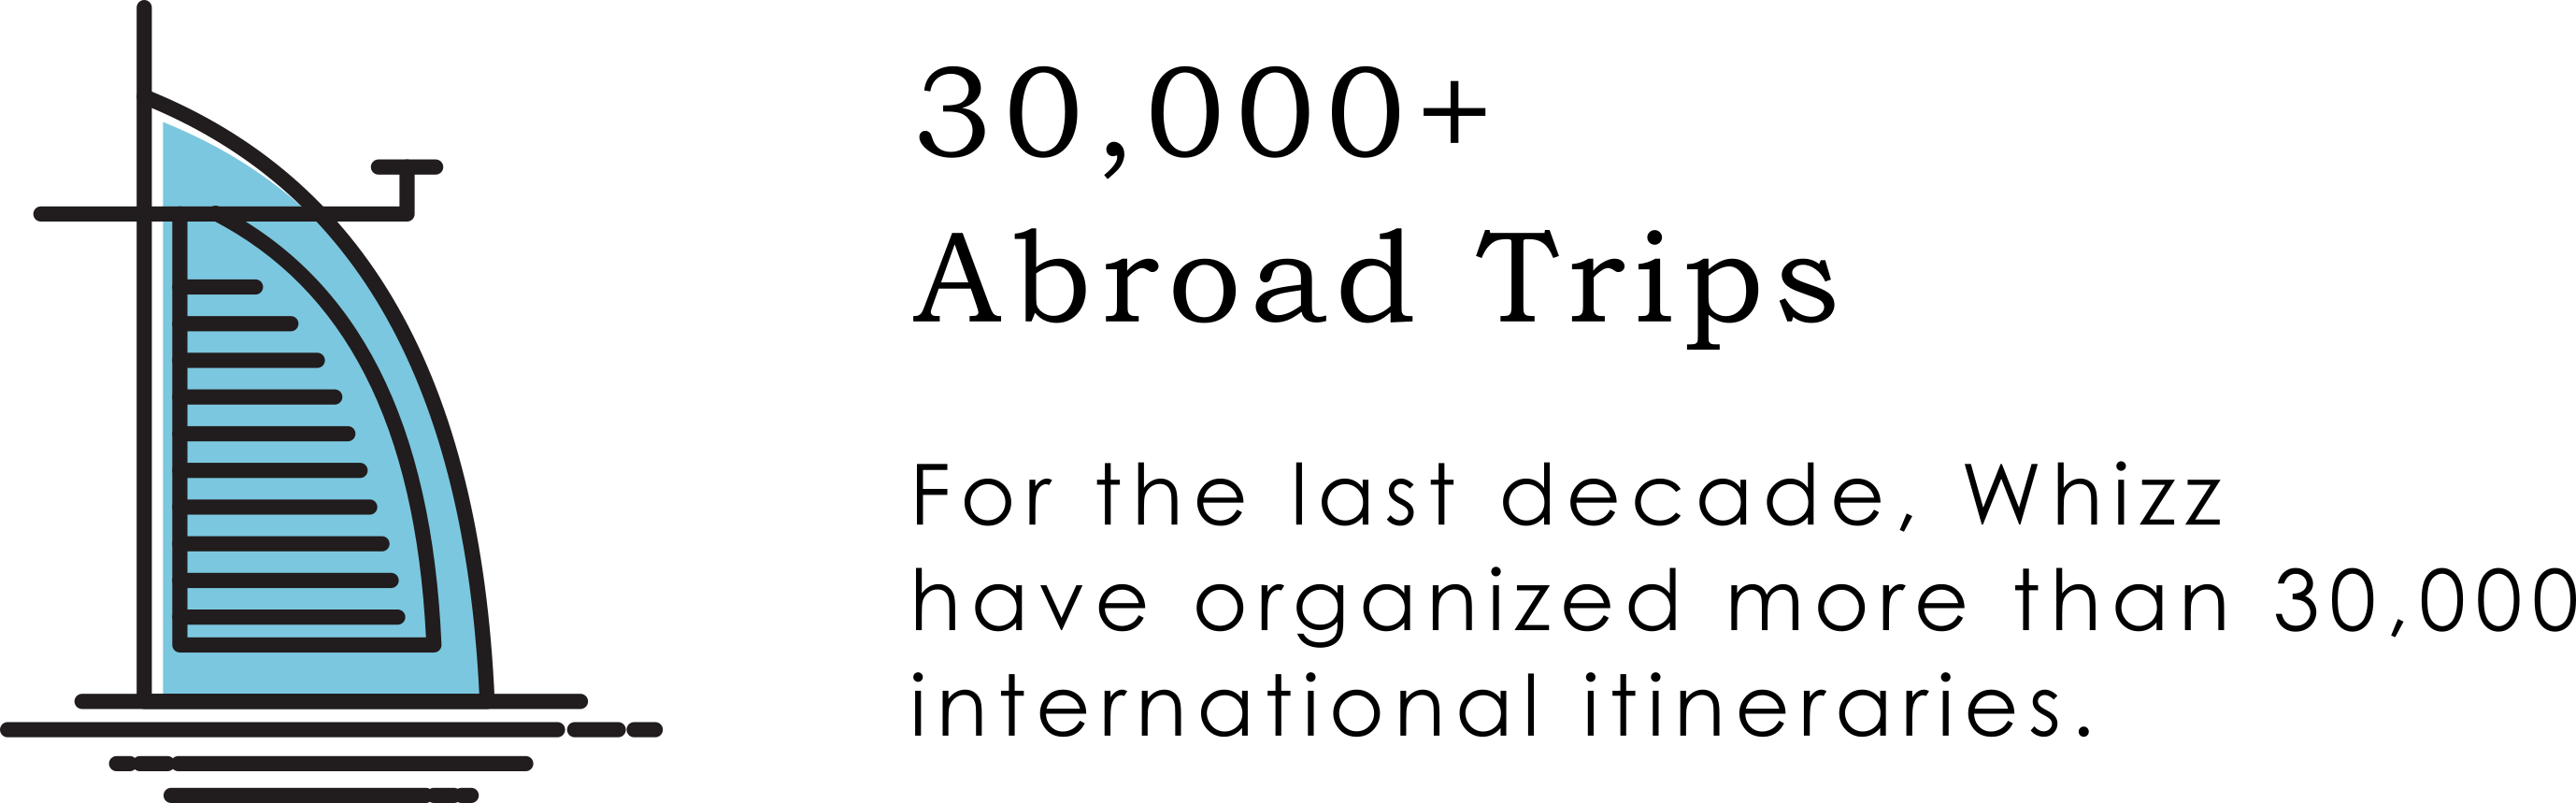 30,000+
Abroad Trips
For the last decade, Whizz
have organized more than 30,000
international itineraries.